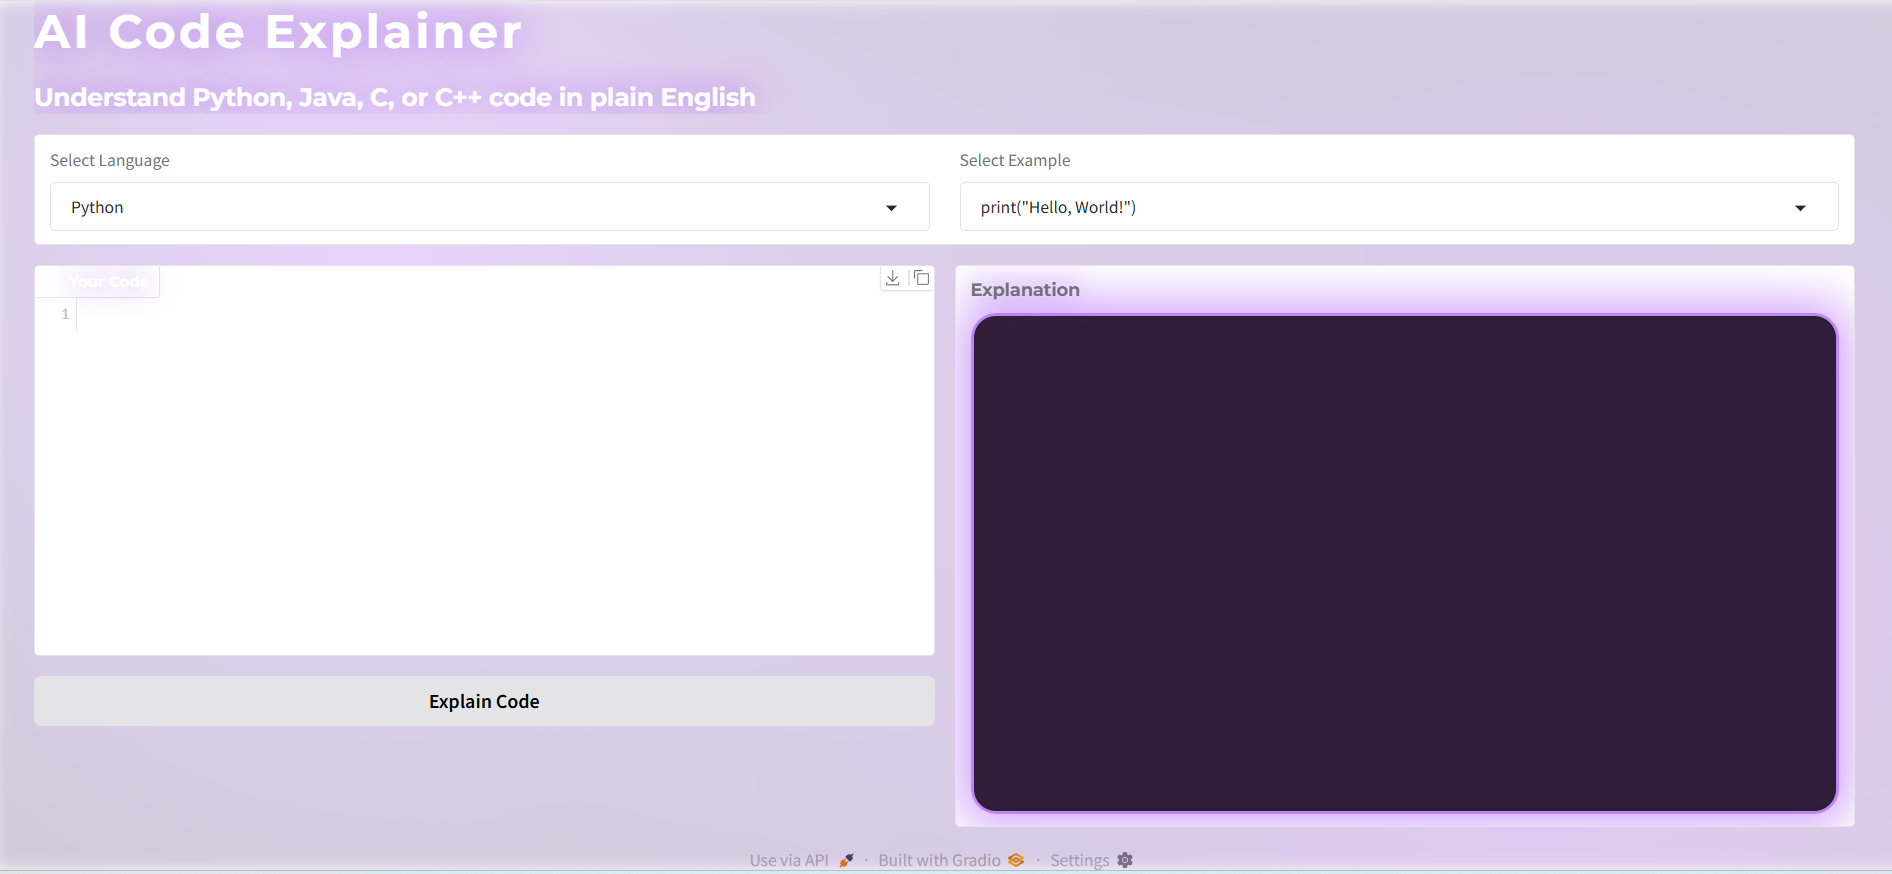 AI Code Explainer
Understand Python, Java, C, or C++ code in plain English
Select Language
Select Example
Python
print("Hello, World!")
Your Code
1
Explanation
Explain Code
Use via API · Built with Gradio · Settings